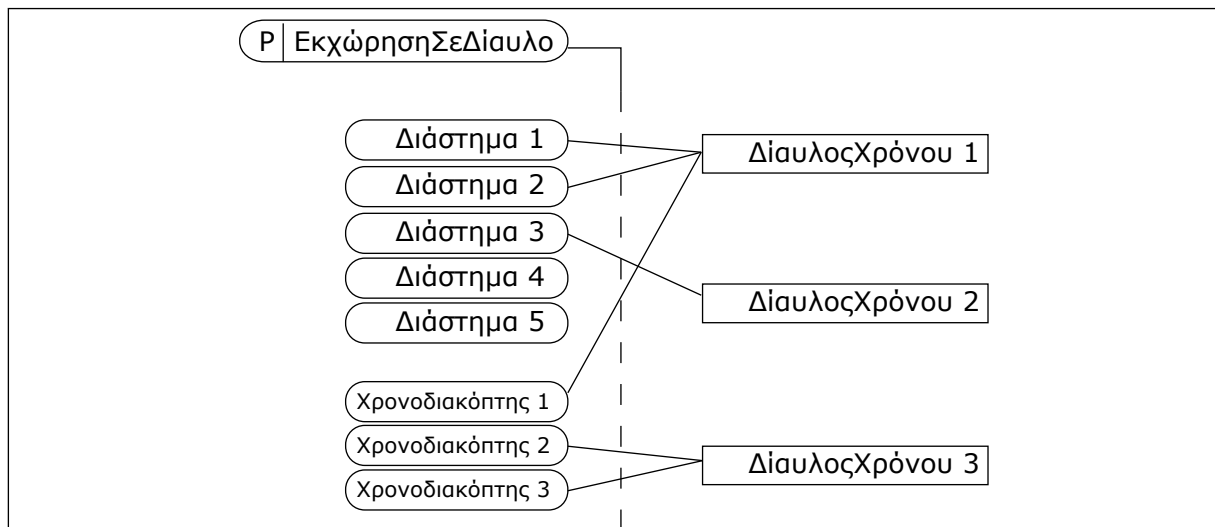 P ΕκχώρησηΣεΔίαυλο
Διάστημα 1
Διάστημα 2
Διάστημα 3
Διάστημα 4
Διάστημα 5
Χρονοδιακόπτης 1
Χρονοδιακόπτης 2
Χρονοδιακόπτης 3
ΔίαυλοςΧρόνου 1
ΔίαυλοςΧρόνου 2
ΔίαυλοςΧρόνου 3